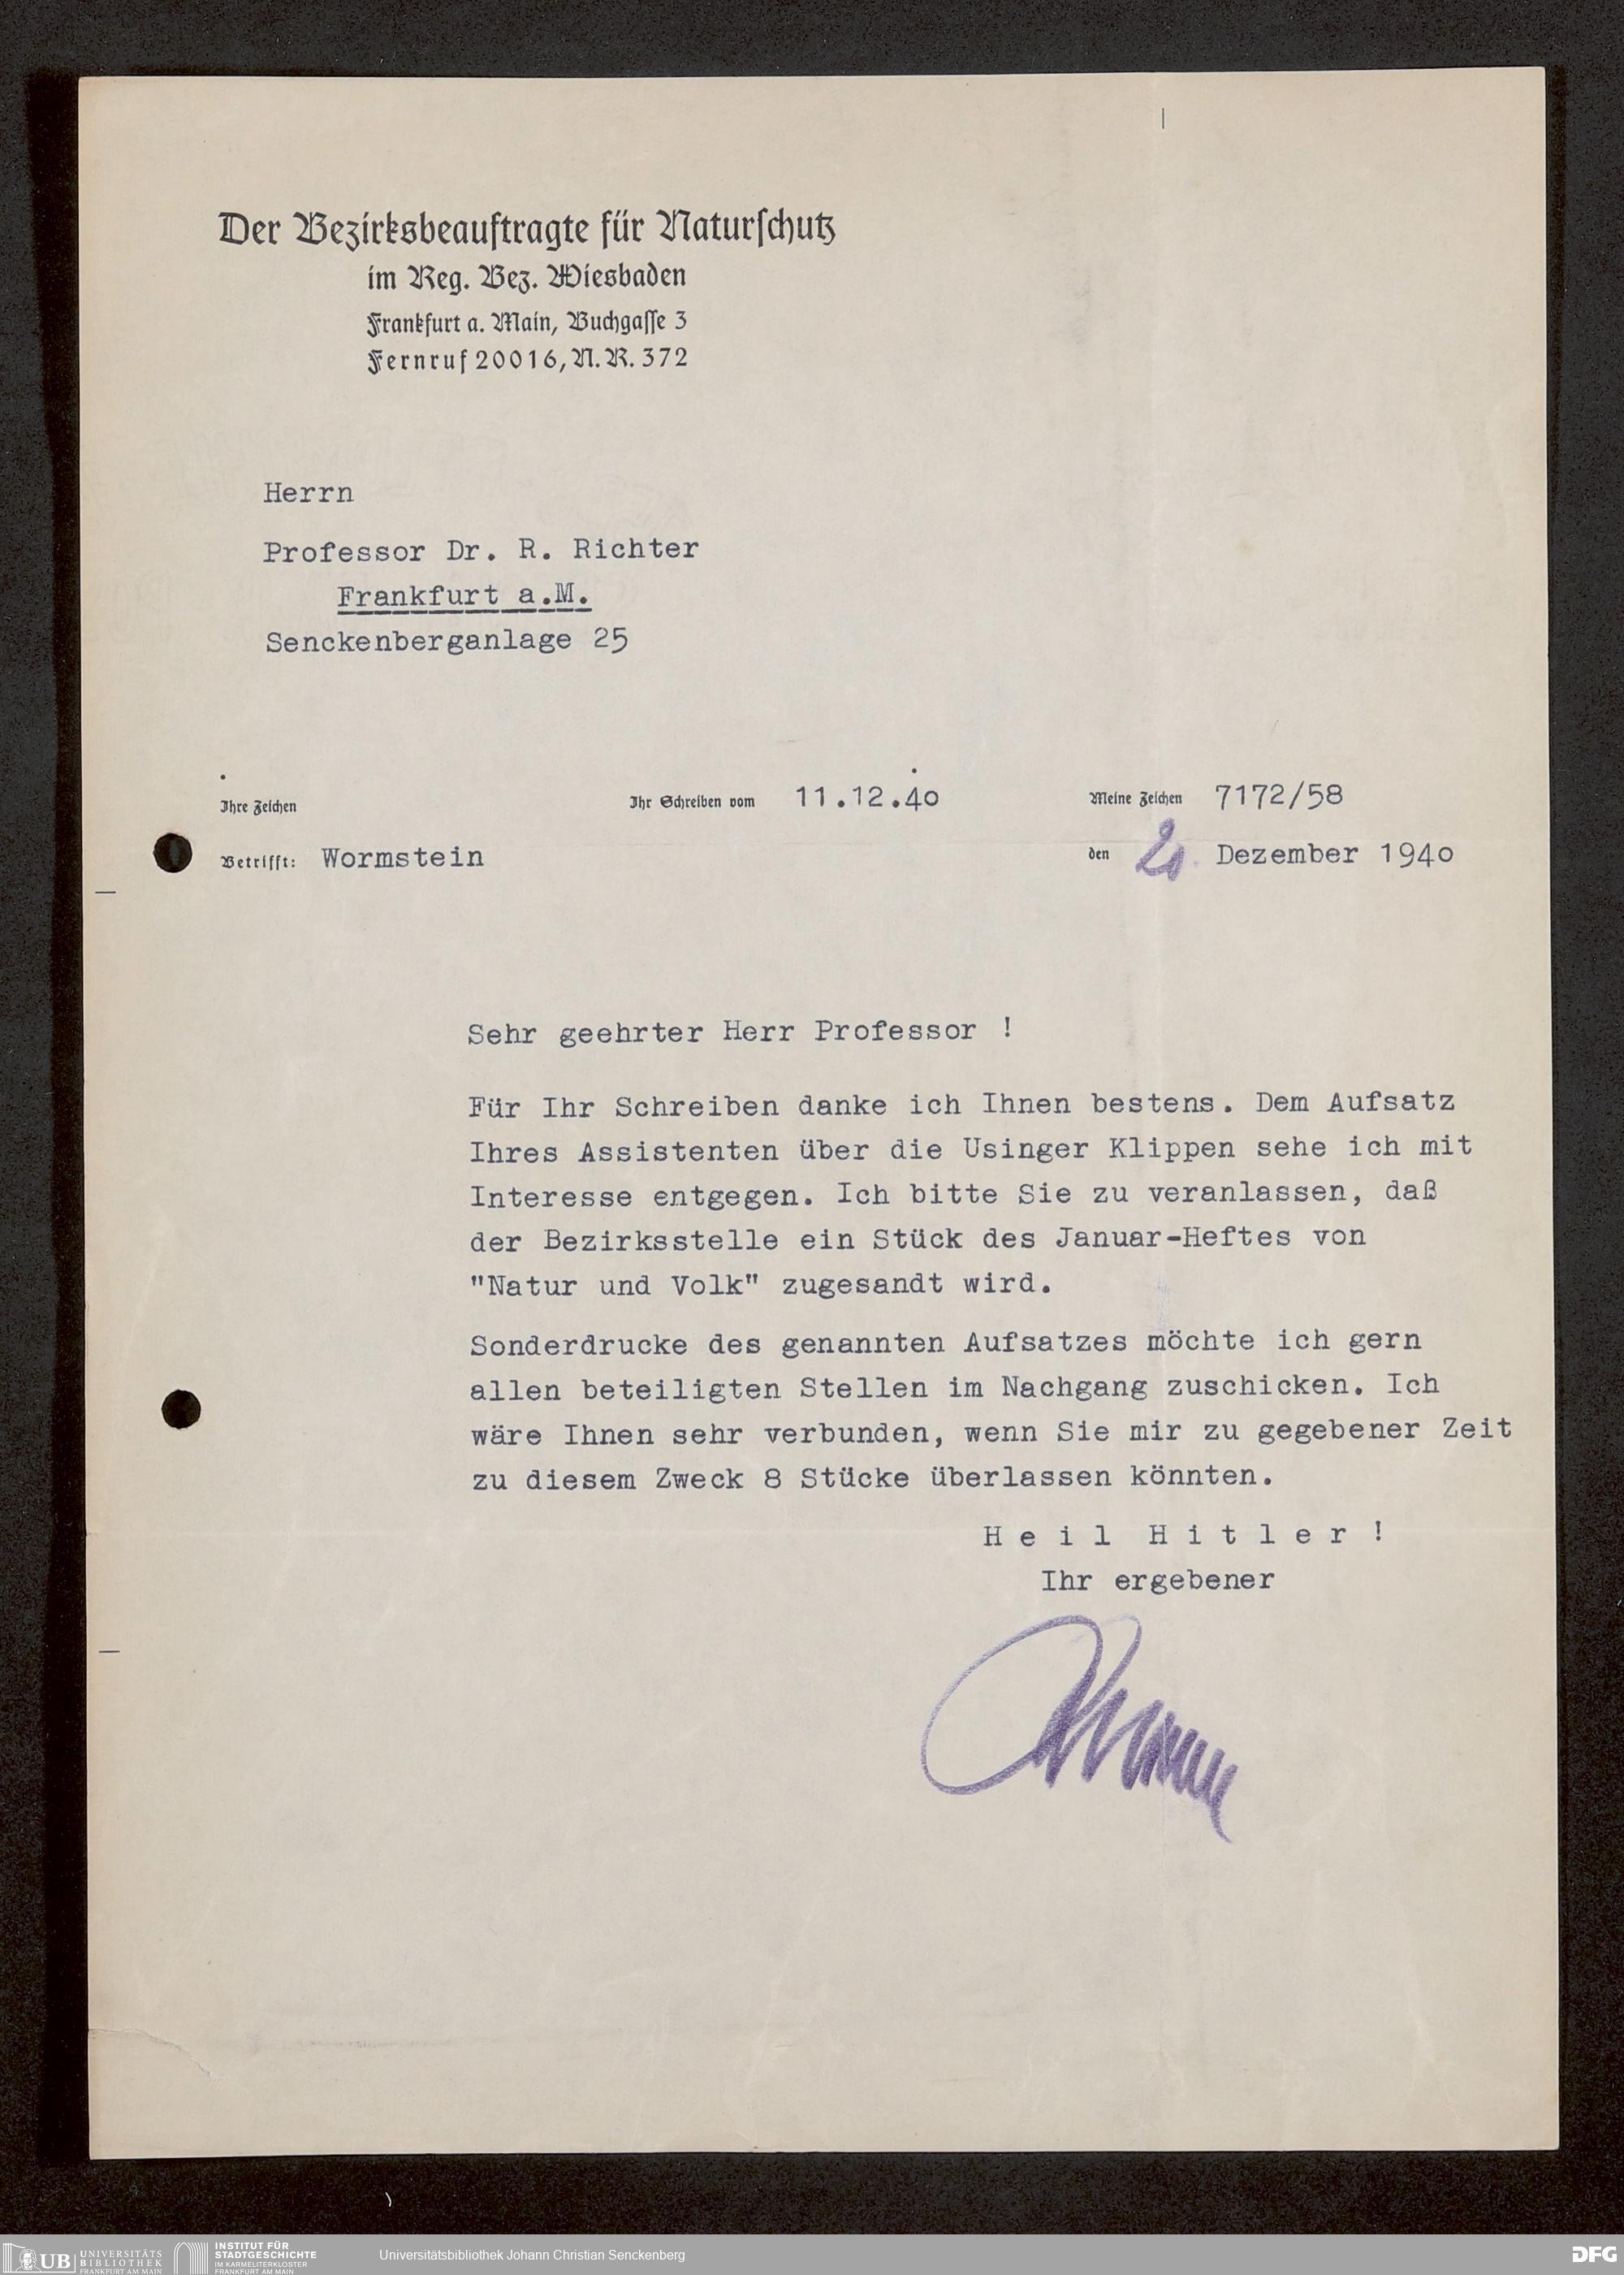 Der Bezirksbeauftragte für Naturschutz
im Reg. Bez. Wiesbaden
Frankfurt a. Main, Buchgasse 3
Fernruf 20016, N. R. 372
Herrn
Professor Dr. R. Richter
Frankfurt a.M.
Senckenberganlage 25
Ihre Zeichen Ihr Schreiben vom 11.12.40 Meine Zeichen 7172/58
Betrifft: Wormstein den Dezember 1940
Sehr geehrter Herr Professor !
Für Ihr Schreiben danke ich Ihnen bestens. Dem Aufsatz
Ihres Assistenten über die Usinger Klippen sehe ich mit
Interesse entgegen. Ich bitte Sie zu veranlassen, daß
der Bezirksstelle ein Stück des Januar-Heftes von
"Natur und Volk" zugesandt wird.
Sonderdrucke des genannten Aufsatzes möchte ich gern
allen beteiligten Stellen im Nachgang zuschicken. Ich
wäre Ihnen sehr verbunden, wenn Sie mir zu gegebener Zeit
zu diesem Zweck 8 Stücke überlassen könnten.
H e i l  H i t l e r !
Ihr ergebener
UB UNIVERSITÄTS BIBLIOTHEK FRANKFURT AM MAIN
INSTITUT FÜR STADTGESCHICHTE IM KARMELITERKLOSTER FRANKFURT AM MAIN
Universitätsbibliothek Johann Christian Senckenberg
DFG